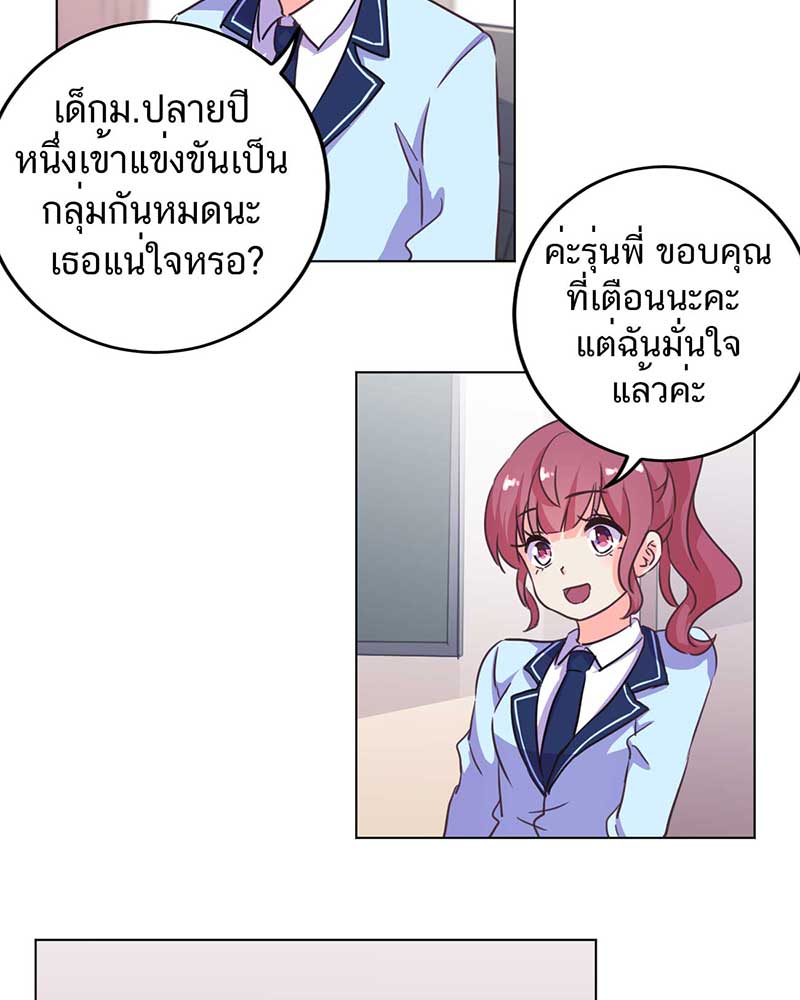 เด็กม.ปลายปี
หนึ่งเข้าแข่งขันเป็น
กลุ่มกันหมดนะ
เธอแน่ใจหรอ?
ค่ะรุ่นพี่ ขอบคุณ
ที่เตือนนะคะ
แต่ฉันมั่นใจ
แล้วค่ะ